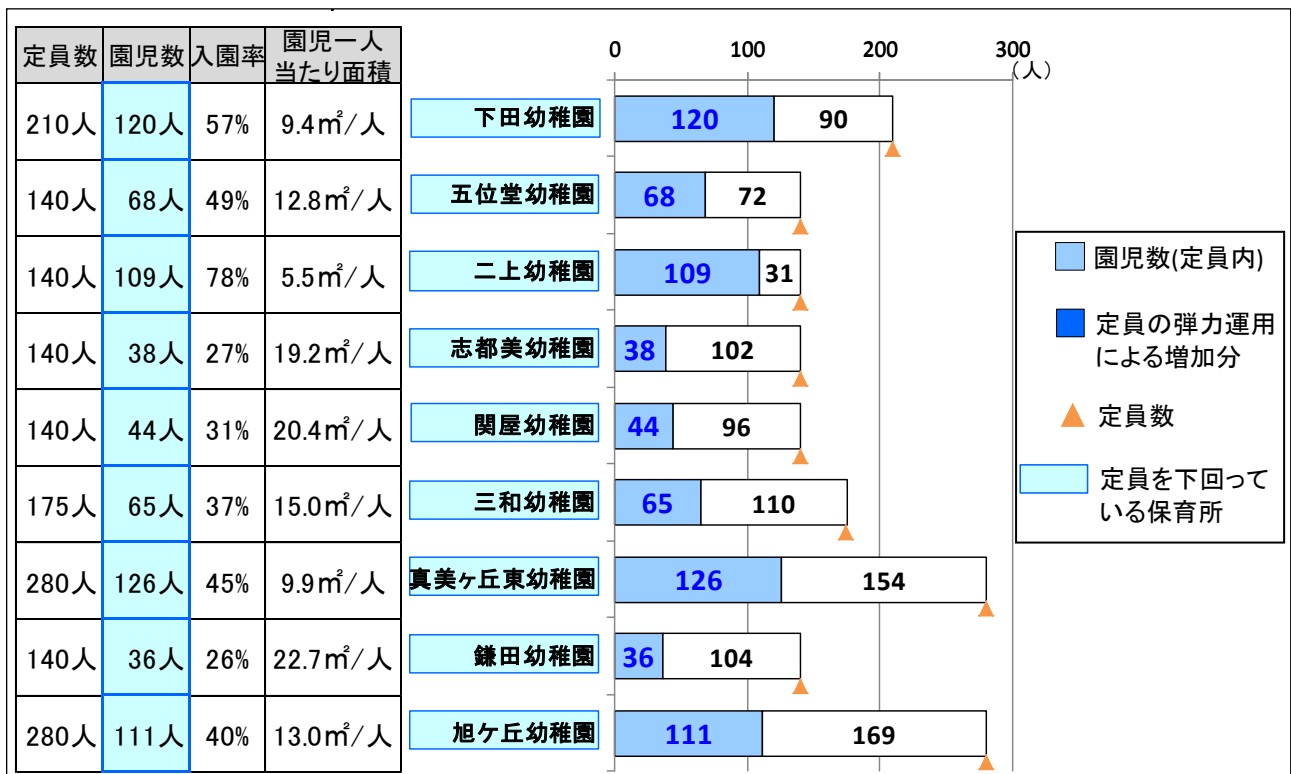 定員数 園児数 入園率 園児一人当たり面積
0 100 200 300
(人)
210人 120人 57% 9.4㎡/人 下田幼稚園 120 90
140人 68人 49% 12.8㎡/人 五位堂幼稚園 68 72
140人 109人 78% 5.5㎡/人 二上幼稚園 109 31
140人 38人 27% 19.2㎡/人 志都美幼稚園 38 102
140人 44人 31% 20.4㎡/人 関屋幼稚園 44 96
175人 65人 37% 15.0㎡/人 三和幼稚園 65 110
280人 126人 45% 9.9㎡/人 真美ヶ丘東幼稚園 126 154
140人 36人 26% 22.7㎡/人 鎌田幼稚園 36 104
280人 111人 40% 13.0㎡/人 旭ケ丘幼稚園 111 169
園児数(定員内)
定員の弾力運用
による増加分
定員数
定員を下回って
いる保育所